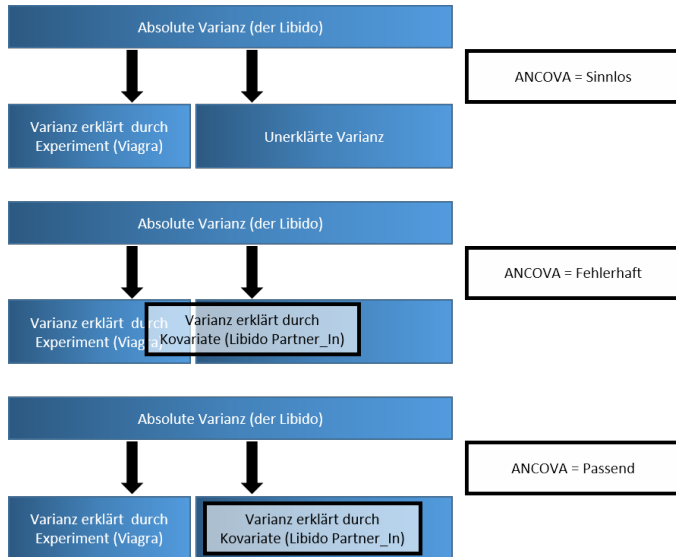 Absolute Varianz (der Libido)
ANCOVA = Sinnlos
Varianz erklärt durch
Experiment (Viagra)
Unerklärte Varianz
Absolute Varianz (der Libido)
ANCOVA = Fehlerhaft
Varianz erklärt durch
Experiment (Viagra)
Varianz erklärt durch
Kovariate (Libido Partner_In)
Absolute Varianz (der Libido)
ANCOVA = Passend
Varianz erklärt durch
Experiment (Viagra)
Varianz erklärt durch
Kovariate (Libido Partner_In)